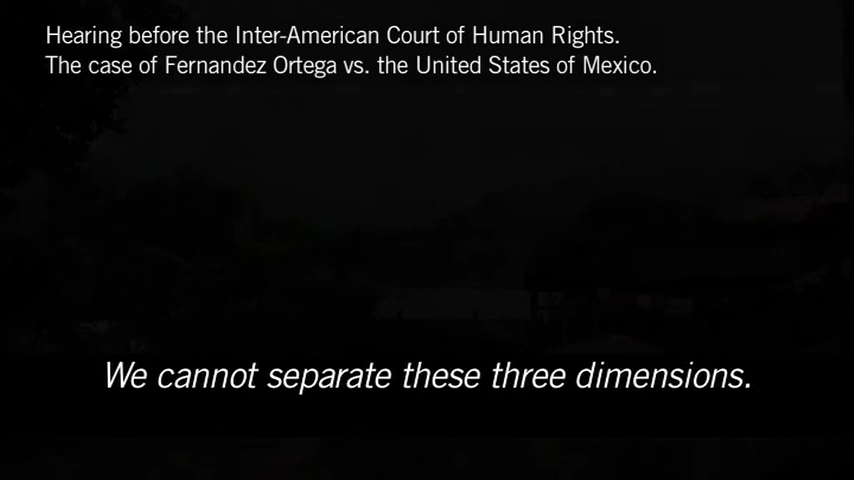 Hearing before the Inter-American Court of Human Rights.
The case of Fernandez Ortega vs. the United States of Mexico.
We cannot separate these three dimensions.